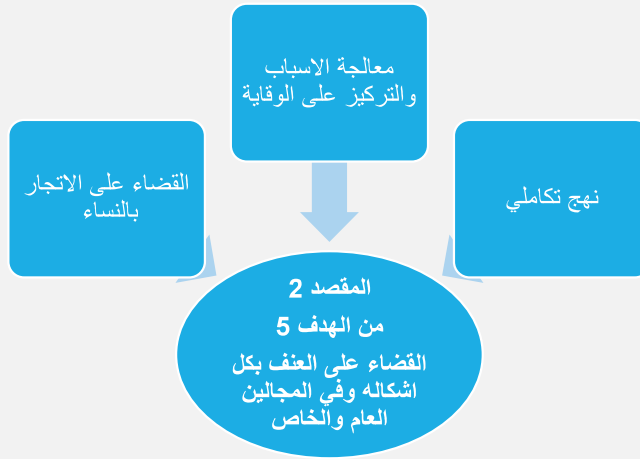 معالجة الاسباب
والتركيز على الوقاية
القضاء على الاتجار
بالنساء
نهج تكاملي
المقصد 2
من الهدف 5
القضاء على العنف بكل
اشكاله وفي المجالين
العام والخاص